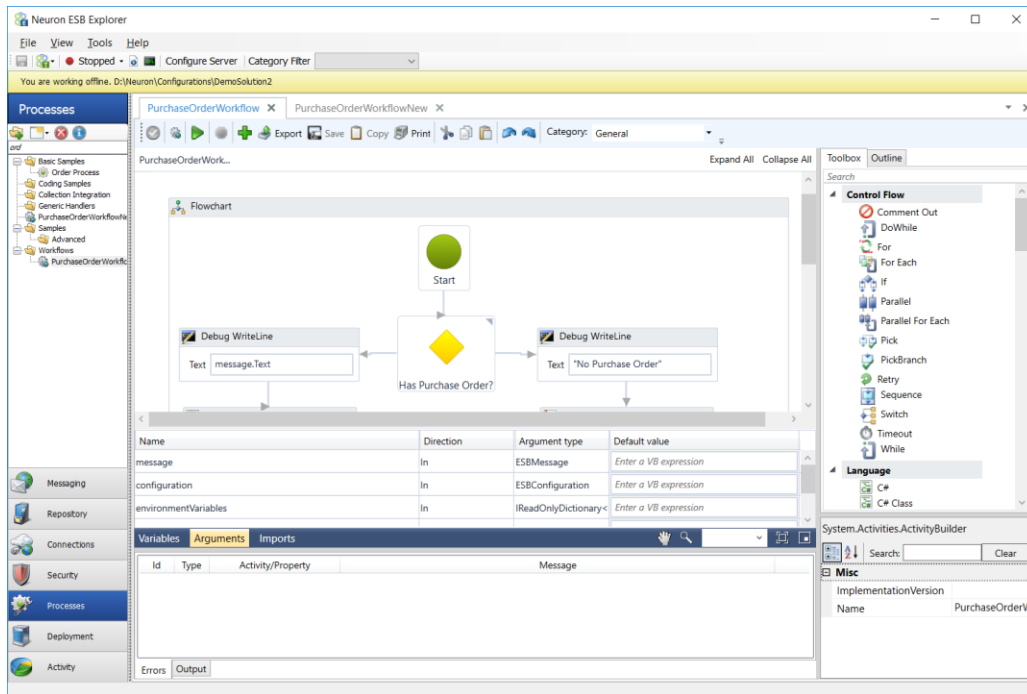 Neuron ESB Explorer
File View Tools Help
Stopped Configure Server Category Filter
You are working offline. D:\Neuron\Configurations\DemoSolution2
Processes
ord
Basic Samples
Order Process
Coding Samples
Collection Integration
Generic Handlers
PurchaseOrderWorkflowNe
Samples
Advanced
Workflows
PurchaseOrderWorkflc
Messaging
Repository
Connections
Security
Processes
Deployment
Activity
PurchaseOrderWorkflow PurchaseOrderWorkflowNew
Export Save Copy Print Category: General
PurchaseOrderWork... Expand All Collapse All
Flowchart
Start
Debug WriteLine
Text message.Text
Has Purchase Order?
Debug WriteLine
Text "No Purchase Order"
Name Direction Argument type Default value
message In ESBMessage Enter a VB expression
configuration In ESBConfiguration Enter a VB expression
environmentVariables In IReadOnlyDictionary< Enter a VB expression
Variables Arguments Imports
Id Type Activity/Property Message
Errors Output
Toolbox Outline
Search
Control Flow
Comment Out
DoWhile
For
For Each
If
Parallel
Parallel For Each
Pick
PickBranch
Retry
Sequence
Switch
Timeout
While
Language
C#
C# Class
System.Activities.ActivityBuilder
Search: Clear
Misc
ImplementationVersion
Name PurchaseOrderW